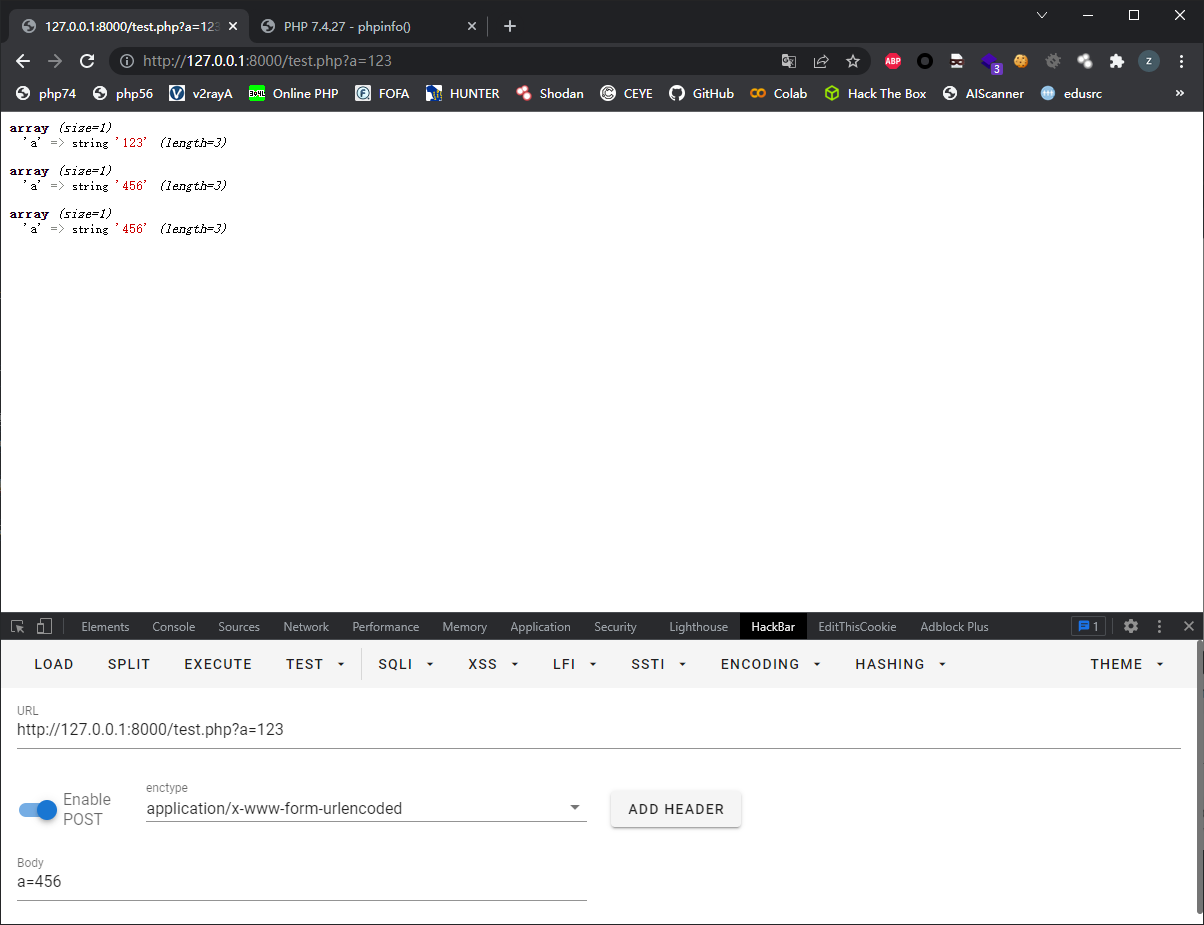 127.0.0.1:8000/test.php?a=123
PHP 7.4.27 - phpinfo()
http://127.0.0.1:8000/test.php?a=123
ABP
3
Z
php74 php56 v2rayA Online PHP FOFA HUNTER Shodan CEYE GitHub Colab Hack The Box AIScanner edusrc »
array (size=1)
'a' => string '123' (length=3)
array (size=1)
'a' => string '456' (length=3)
array (size=1)
'a' => string '456' (length=3)
Elements Console Sources Network Performance Memory Application Security Lighthouse HackBar EditThisCookie Adblock Plus 1
LOAD SPLIT EXECUTE TEST SQLI XSS LFI SSTI ENCODING HASHING THEME
URL
http://127.0.0.1:8000/test.php?a=123
Enable
POST
enctype
application/x-www-form-urlencoded
ADD HEADER
Body
a=456